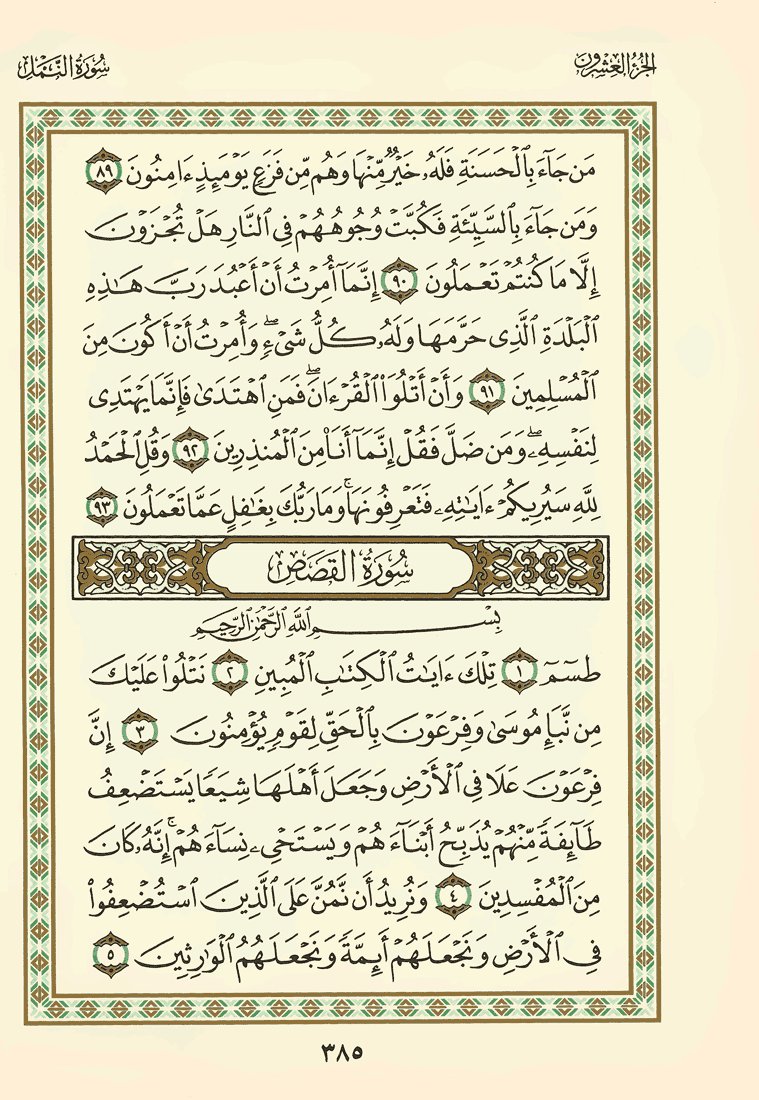 الجزء العشرون
سورة النمل
مَن جَآءَ بِٱلْحَسَنَةِ فَلَهُۥ خَيْرٌ مِّنْهَا وَهُم مِّن فَزَعٍ يَوْمَئِذٍ ءَامِنُونَ ٨٩
وَمَن جَآءَ بِٱلسَّيِّئَةِ فَكُبَّتْ وُجُوهُهُمْ فِى ٱلنَّارِ هَلْ تُجْزَوْنَ
إِلَّا مَا كُنتُمْ تَعْمَلُونَ ٩٠ إِنَّمَآ أُمِرْتُ أَنْ أَعْبُدَ رَبَّ هَٰذِهِ
ٱلْبَلْدَةِ ٱلَّذِى حَرَّمَهَا وَلَهُۥ كُلُّ شَىْءٍ ۖ وَأُمِرْتُ أَنْ أَكُونَ مِنَ
ٱلْمُسْلِمِينَ ٩١ وَأَنْ أَتْلُوَا۟ ٱلْقُرْءَانَ ۖ فَمَنِ ٱهْتَدَىٰ فَإِنَّمَا يَهْتَدِى
لِنَفْسِهِۦ ۖ وَمَن ضَلَّ فَقُلْ إِنَّمَآ أَنَا۠ مِنَ ٱلْمُنذِرِينَ ٩٢ وَقُلِ ٱلْحَمْدُ
لِلَّهِ سَيُرِيكُمْ ءَايَٰتِهِۦ فَتَعْرِفُونَهَا ۚ وَمَا رَبُّكَ بِغَٰفِلٍ عَمَّا تَعْمَلُونَ ٩٣
سُورَةُ القَصَصِ
بِسْمِ ٱللَّهِ ٱلرَّحْمَٰنِ ٱلرَّحِيمِ
طسٓمٓ ١ تِلْكَ ءَايَٰتُ ٱلْكِتَٰبِ ٱلْمُبِينِ ٢ نَتْلُوا۟ عَلَيْكَ
مِن نَّبَإِ مُوسَىٰ وَفِرْعَوْنَ بِٱلْحَقِّ لِقَوْمٍ يُؤْمِنُونَ ٣ إِنَّ
فِرْعَوْنَ عَلَا فِى ٱلْأَرْضِ وَجَعَلَ أَهْلَهَا شِيَعًا يَسْتَضْعِفُ
طَآئِفَةً مِّنْهُمْ يُذَبِّحُ أَبْنَآءَهُمْ وَيَسْتَحْىِۦ نِسَآءَهُمْ ۚ إِنَّهُۥ كَانَ
مِنَ ٱلْمُفْسِدِينَ ٤ وَنُرِيدُ أَن نَّمُنَّ عَلَى ٱلَّذِينَ ٱسْتُضْعِفُوا۟
فِى ٱلْأَرْضِ وَنَجْعَلَهُمْ أَئِمَّةً وَنَجْعَلَهُمُ ٱلْوَٰرِثِينَ ٥
٣٨٥